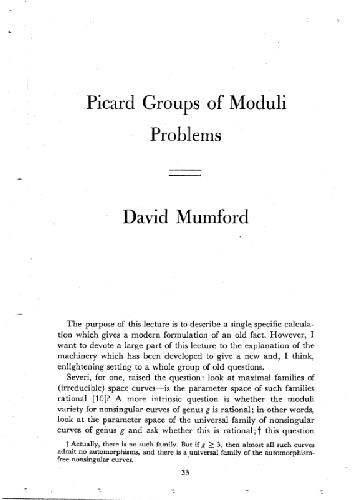 Picard Groups of Moduli
Problems
David Mumford
The purpose of this lecture is to describe a single specific calcula-
tion which gives a modern formulation of an old fact. However, I
want to devote a large part of this lecture to the explanation of the
machinery which has been developed to give a new and, I think,
enlightening setting to a whole group of old questions.
Severi, for one, raised the question: look at maximal families of
(irreducible) space curves—is the parameter space of such families
rational [10]? A more intrinsic question is whether the moduli
variety for nonsingular curves of genus g is rational; in other words,
look at the parameter space of the universal family of nonsingular
curves of genus g and ask whether this is rational;† this question
† Actually, there is no such family. But if g ≥ 3, then almost all such curves
admit no automorphisms, and there is a universal family of the automorphism-
free nonsingular curves.
33